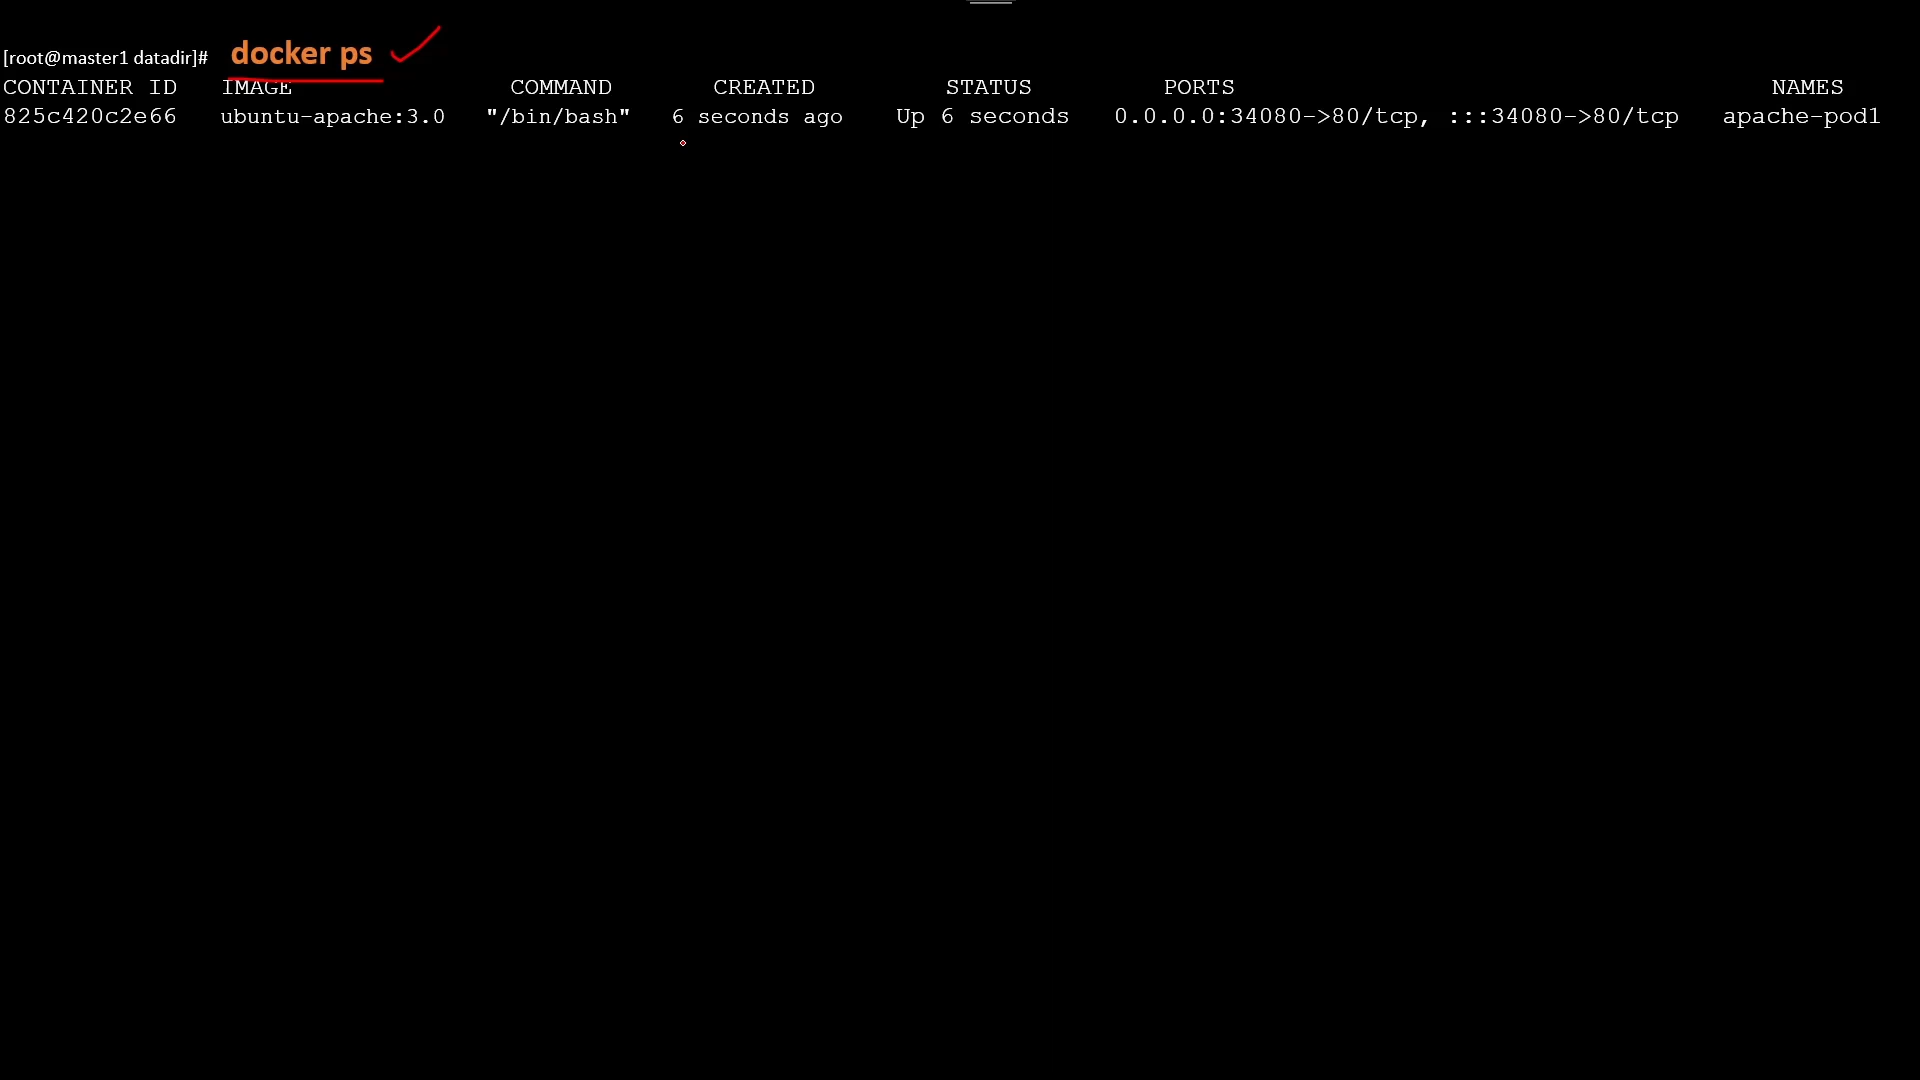 [root@master1 datadir]# docker ps
CONTAINER ID IMAGE COMMAND CREATED STATUS PORTS NAMES
825c420c2e66 ubuntu-apache:3.0 "/bin/bash" 6 seconds ago Up 6 seconds 0.0.0.0:34080->80/tcp, :::34080->80/tcp apache-pod1